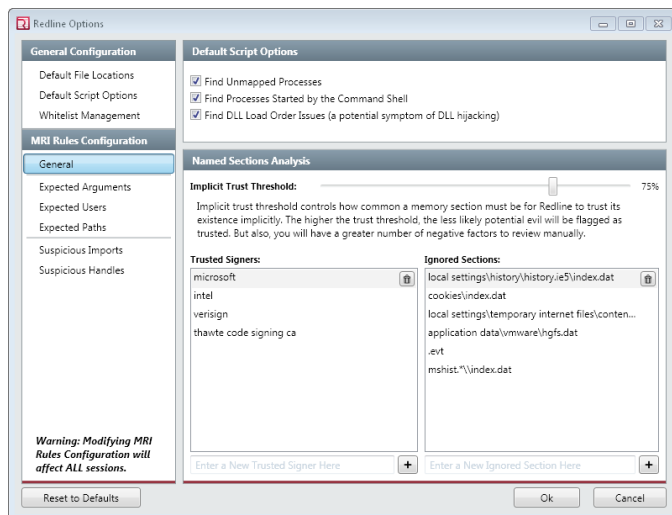 Redline Options
General Configuration
Default File Locations
Default Script Options
Whitelist Management
MRI Rules Configuration
General
Expected Arguments
Expected Users
Expected Paths
Suspicious Imports
Suspicious Handles
Warning: Modifying MRI
Rules Configuration will
affect ALL sessions.
Default Script Options
Find Unmapped Processes
Find Processes Started by the Command Shell
Find DLL Load Order Issues (a potential symptom of DLL hijacking)
Named Sections Analysis
Implicit Trust Threshold: 75%
Implicit trust threshold controls how common a memory section must be for Redline to trust its
existence implicitly. The higher the trust threshold, the less likely potential evil will be flagged as
trusted. But also, you will have a greater number of negative factors to review manually.
Trusted Signers:
microsoft
intel
verisign
thawte code signing ca
Enter a New Trusted Signer Here +
Ignored Sections:
local settings\history\history.ie5\index.dat
cookies\index.dat
local settings\temporary internet files\conten...
application data\vmware\hgfs.dat
.evt
mshist.*\\index.dat
Enter a New Ignored Section Here +
Reset to Defaults
Ok
Cancel